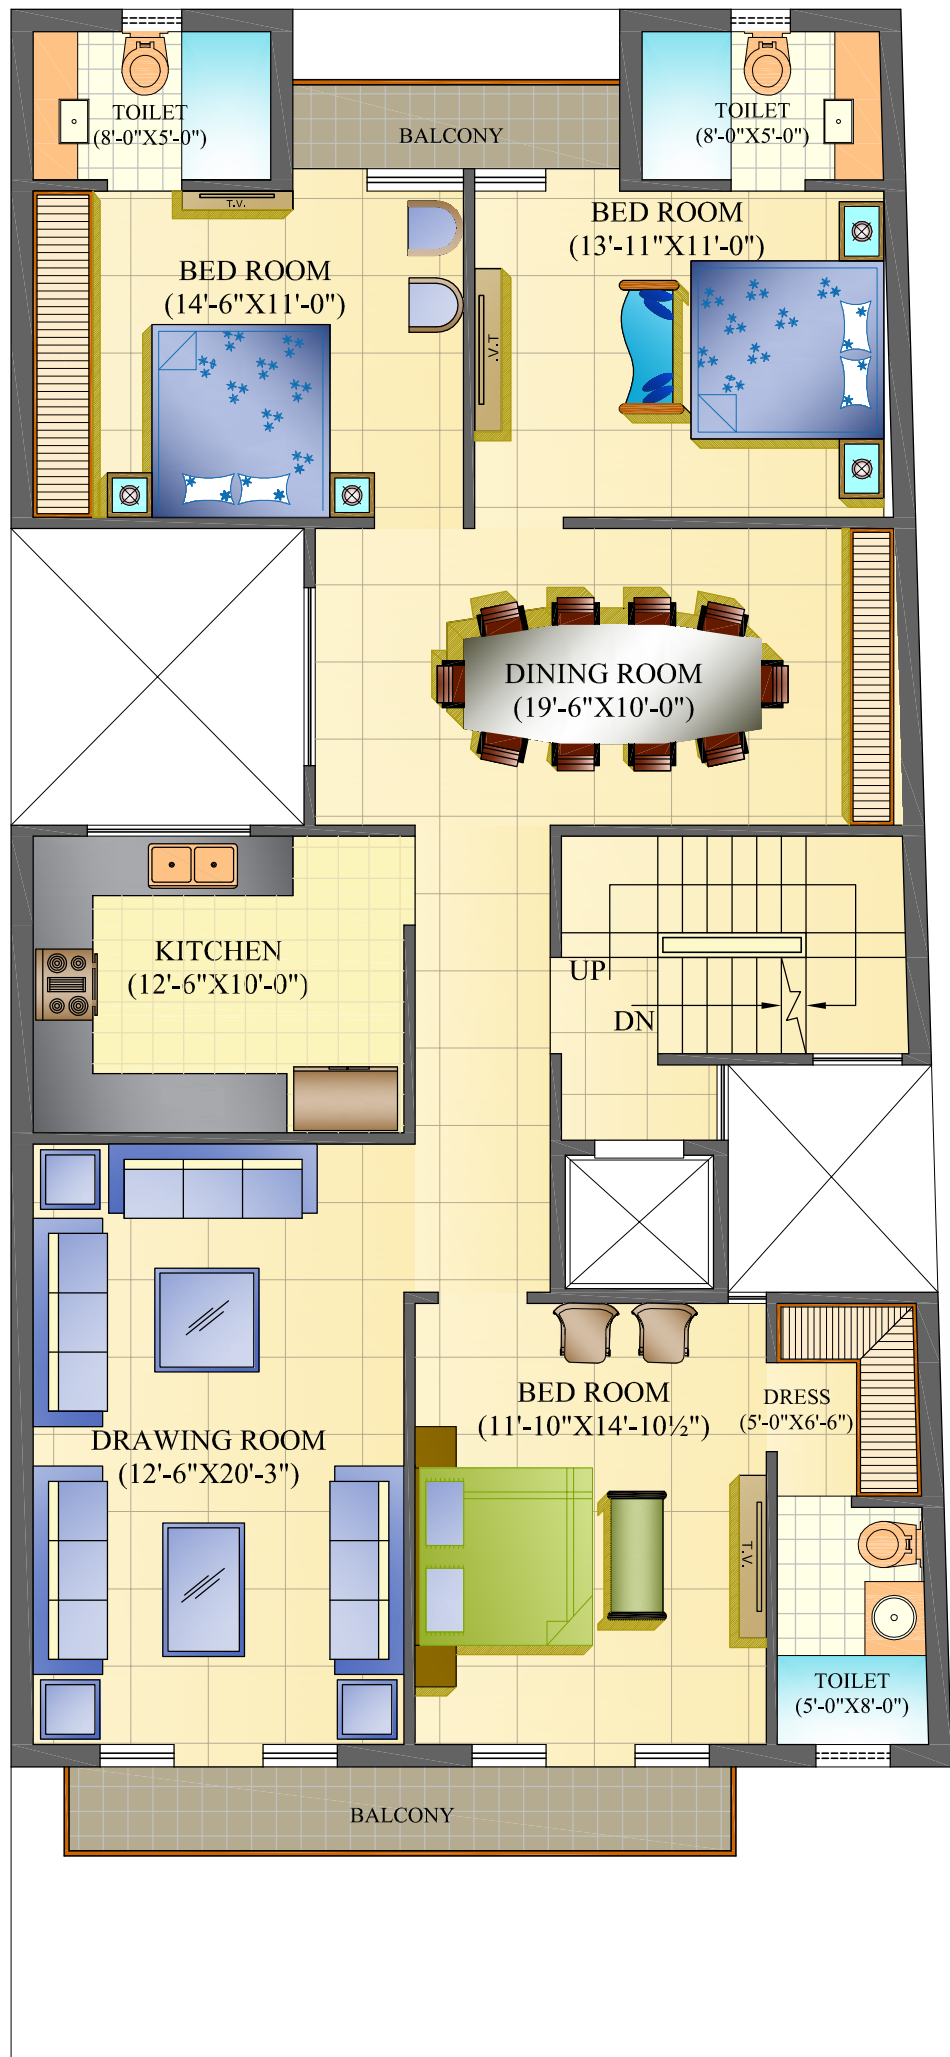 TOILET
(8'-0"X5'-0")
TOILET
(8'-0"X5'-0")
BALCONY
T.V.
BED ROOM
(14'-6"X11'-0")
BED ROOM
(13'-11"X11'-0")
T.V.
DINING ROOM
(19'-6"X10'-0")
KITCHEN
(12'-6"X10'-0")
UP
DN
DRAWING ROOM
(12'-6"X20'-3")
BED ROOM
(11'-10"X14'-10½")
DRESS
(5'-0"X6'-6")
T.V.
TOILET
(5'-0"X8'-0")
BALCONY